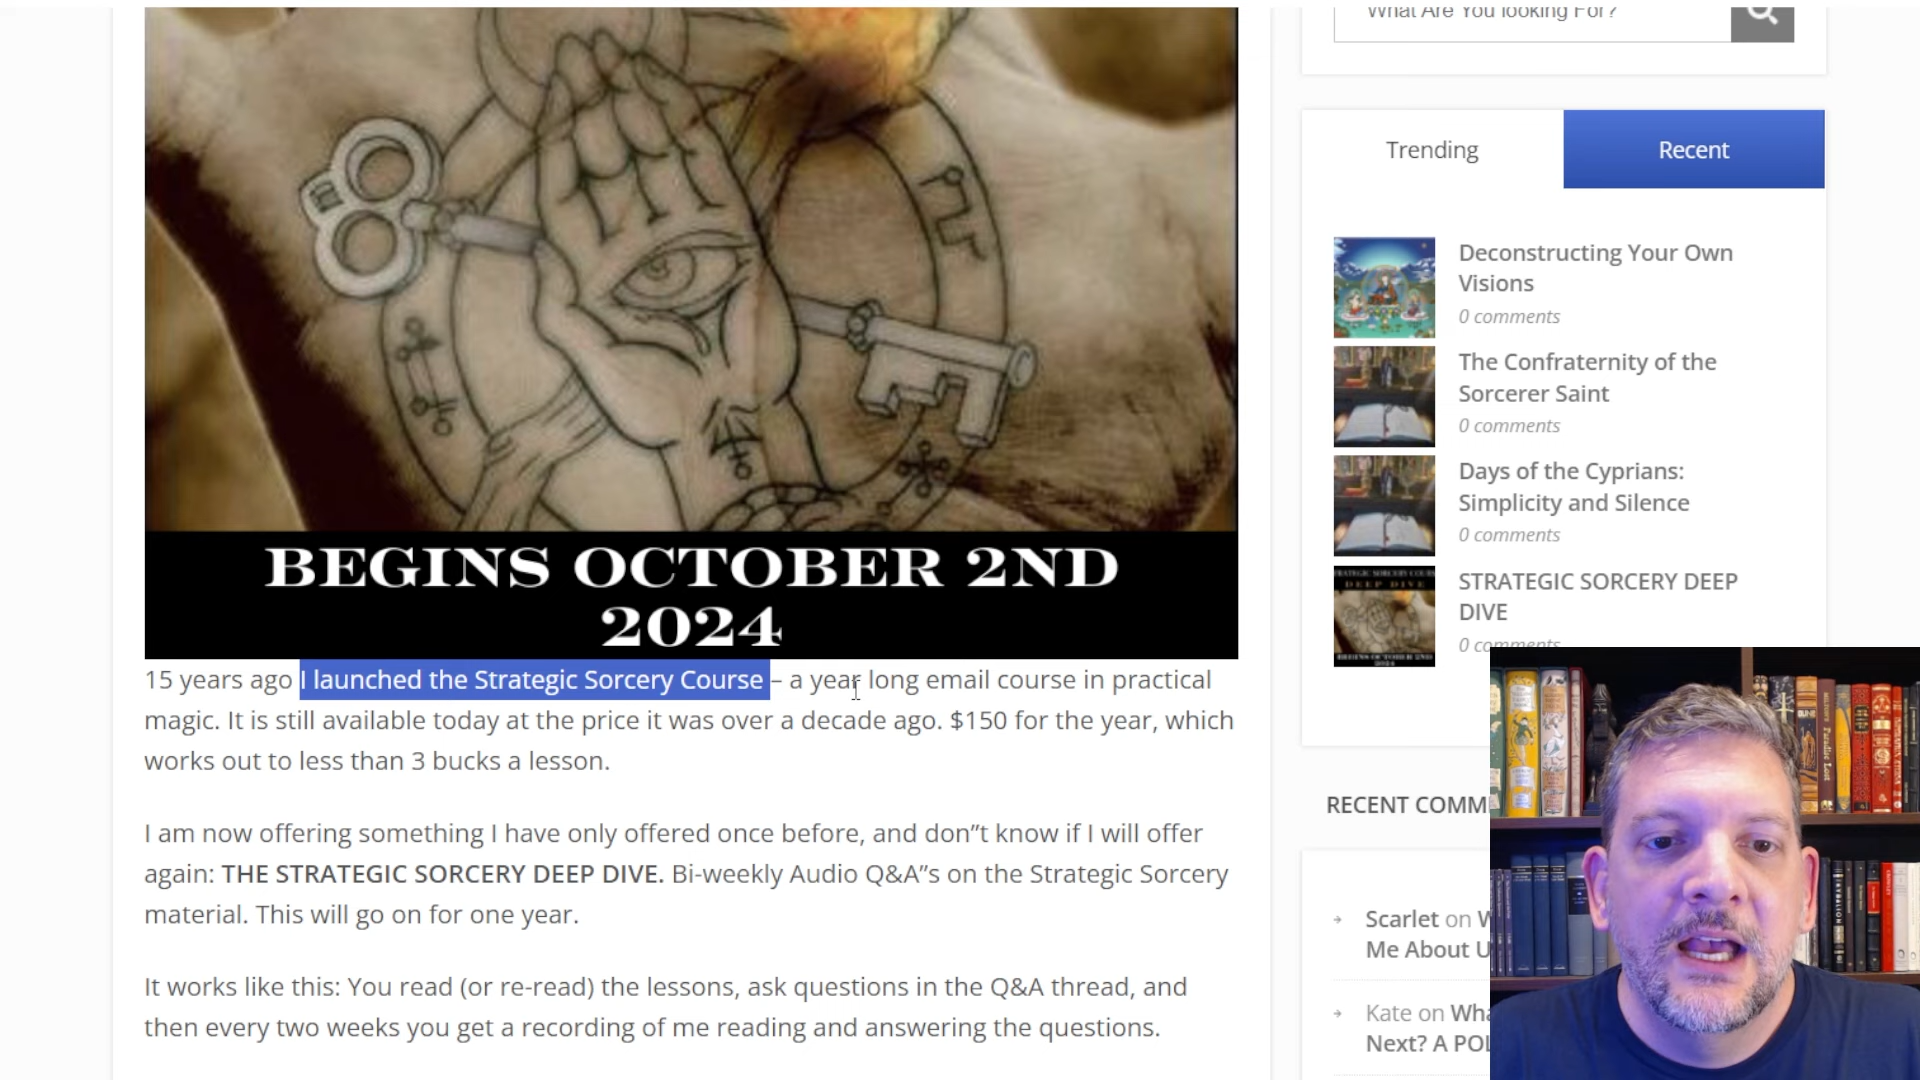 What Are You looking For?
Trending
Recent
Deconstructing Your Own
Visions
0 comments
The Confraternity of the
Sorcerer Saint
0 comments
Days of the Cyprians:
Simplicity and Silence
0 comments
STRATEGIC SORCERY DEEP
DIVE
0 comments
BEGINS OCTOBER 2ND
2024
15 years ago I launched the Strategic Sorcery Course – a year long email course in practical
magic. It is still available today at the price it was over a decade ago. $150 for the year, which
works out to less than 3 bucks a lesson.
I am now offering something I have only offered once before, and don"t know if I will offer
again: THE STRATEGIC SORCERY DEEP DIVE. Bi-weekly Audio Q&A"s on the Strategic Sorcery
material. This will go on for one year.
It works like this: You read (or re-read) the lessons, ask questions in the Q&A thread, and
then every two weeks you get a recording of me reading and answering the questions.
RECENT COMM
Scarlet on W
Me About U
Kate on Wha
Next? A POL
Paradise Lost